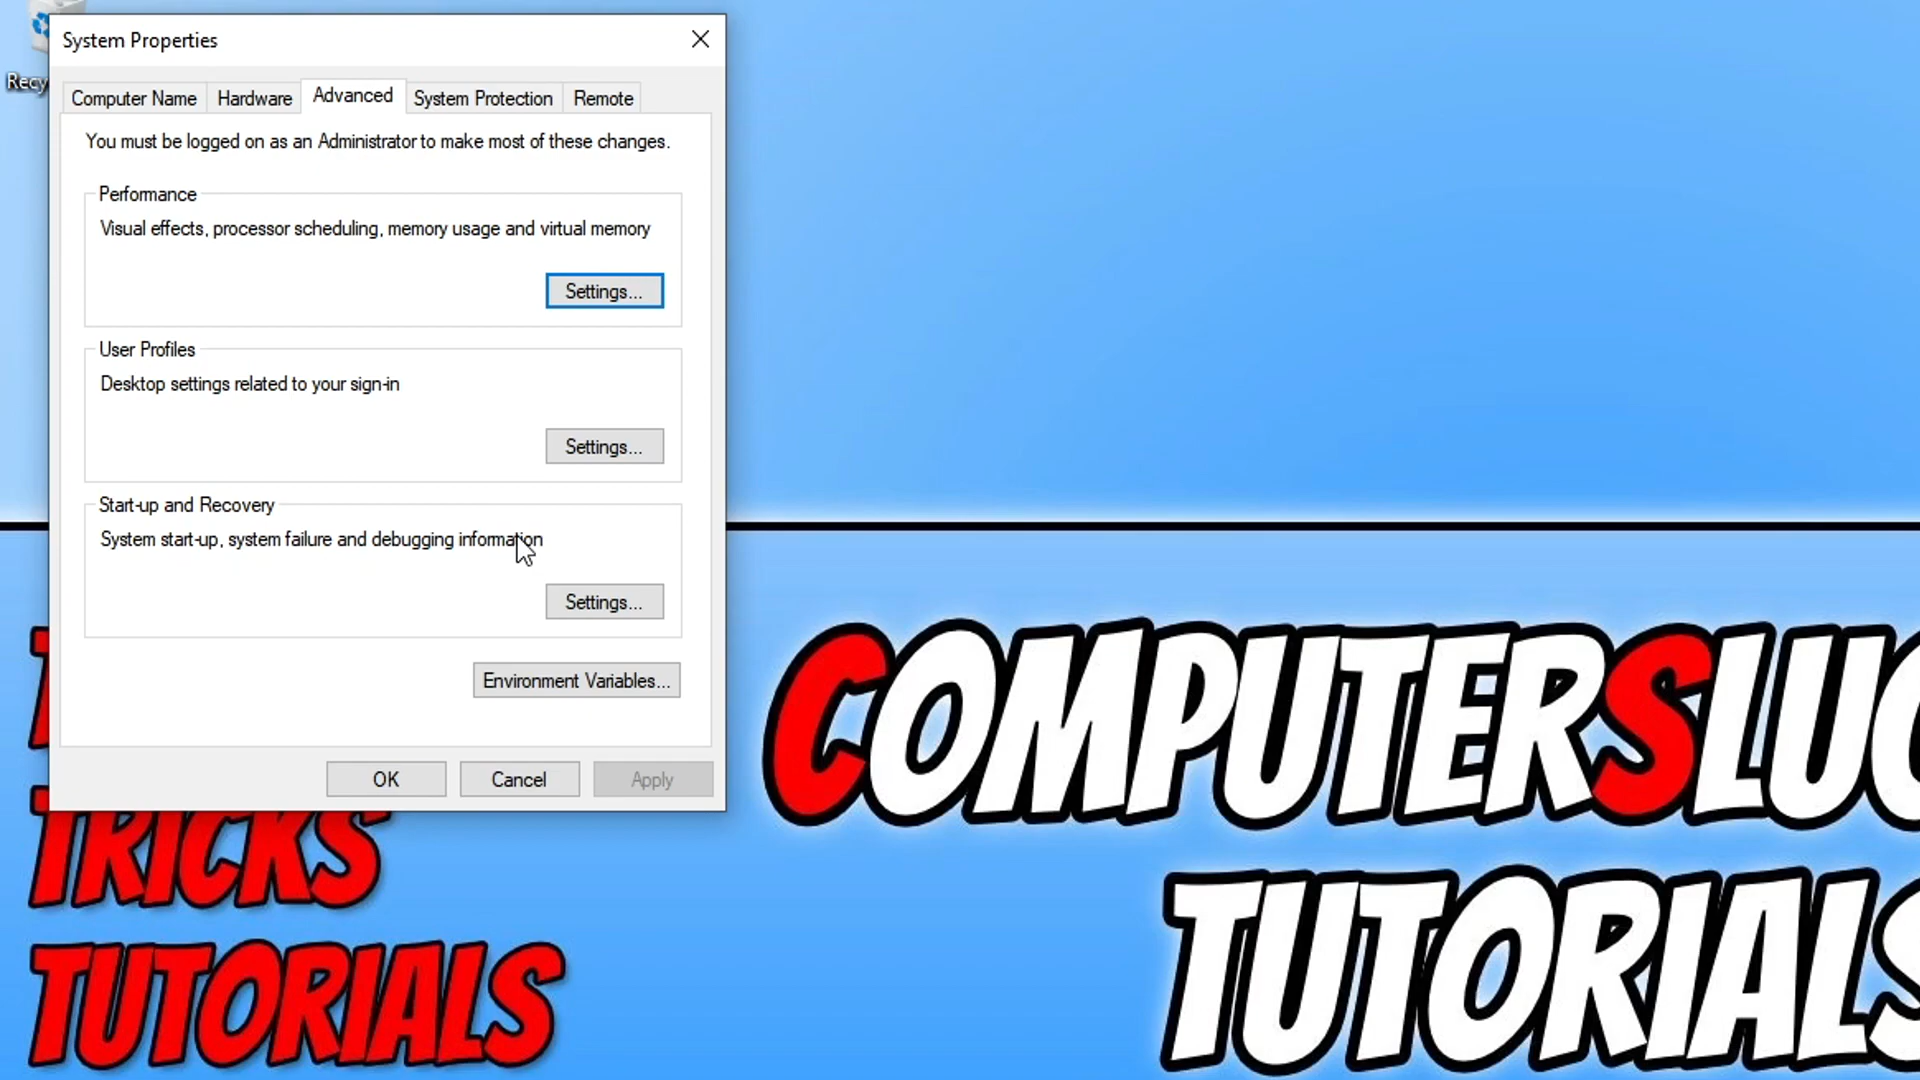 Recy
System Properties
Computer Name
Hardware
Advanced
System Protection
Remote
You must be logged on as an Administrator to make most of these changes.
Performance
Visual effects, processor scheduling, memory usage and virtual memory
Settings...
User Profiles
Desktop settings related to your sign-in
Settings...
Start-up and Recovery
System start-up, system failure and debugging information
Settings...
Environment Variables...
OK
Cancel
Apply
TRICKS
TUTORIALS
COMPUTERSLU
TUTORIALS